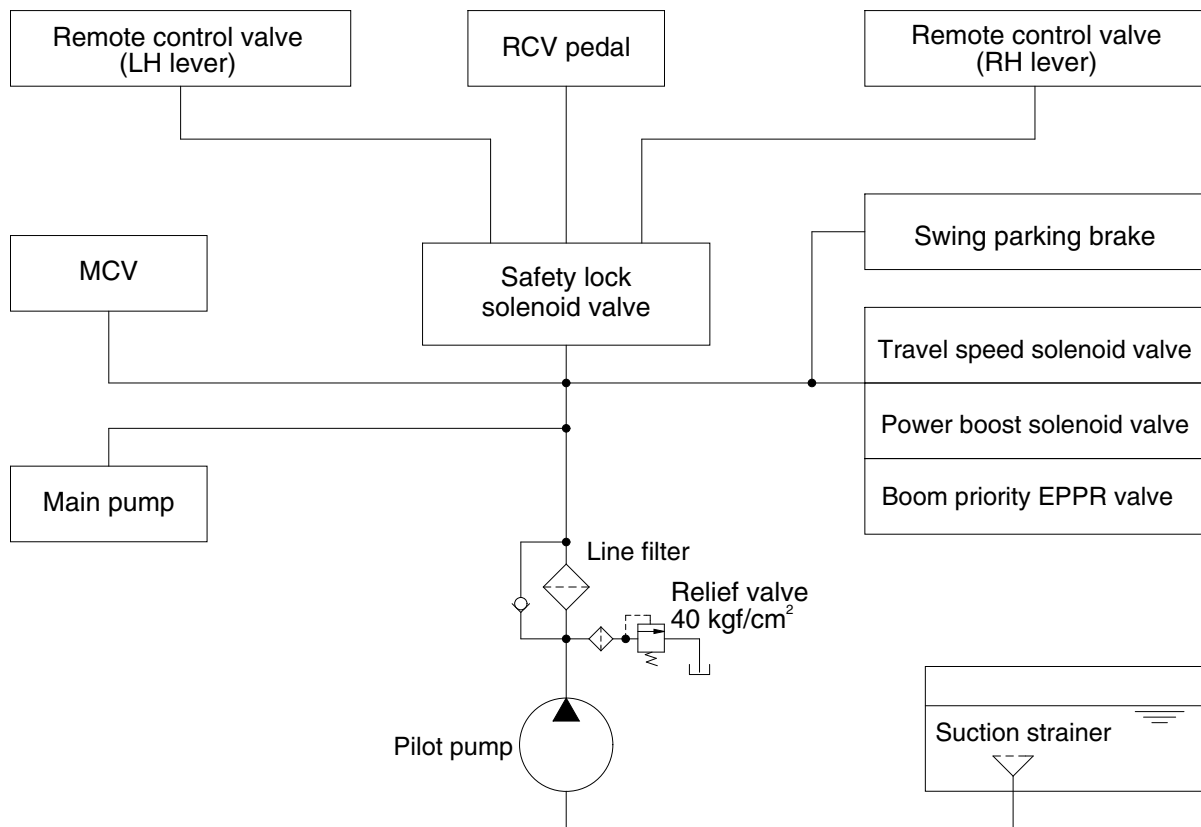 Remote control valve
(LH lever)
RCV pedal
Remote control valve
(RH lever)
Swing parking brake
MCV
Safety lock
solenoid valve
Travel speed solenoid valve
Power boost solenoid valve
Main pump
Boom priority EPPR valve
Line filter
Relief valve
40 kgf/cm²
Pilot pump
Suction strainer